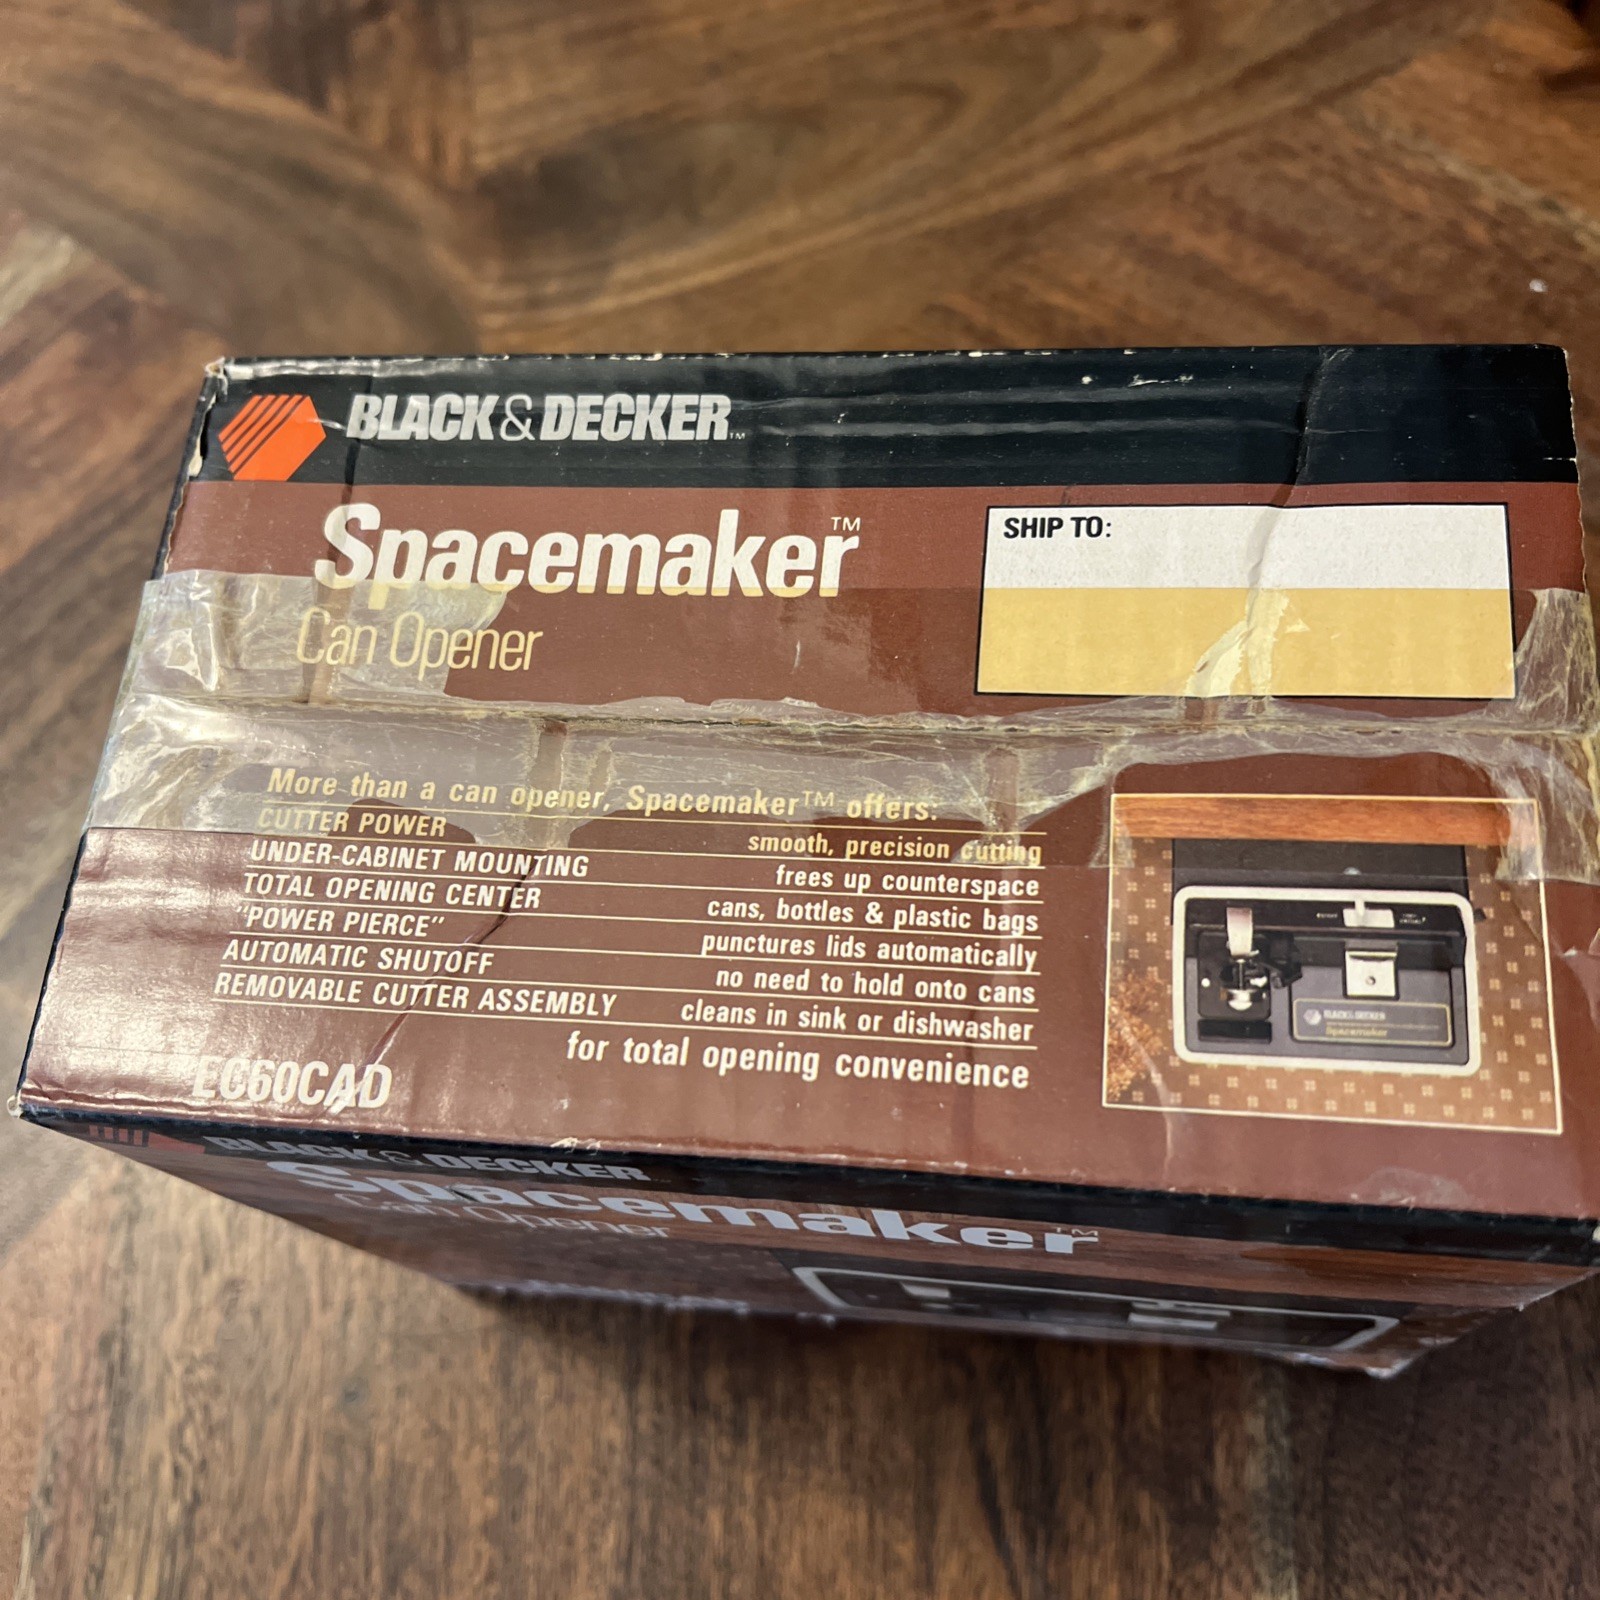 BLACK & DECKER™
Spacemaker™
Can Opener
SHIP TO:
More than a can opener, Spacemaker™ offers:
CUTTER POWER smooth, precision cutting
UNDER-CABINET MOUNTING frees up counterspace
TOTAL OPENING CENTER cans, bottles & plastic bags
"POWER PIERCE" punctures lids automatically
AUTOMATIC SHUTOFF no need to hold onto cans
REMOVABLE CUTTER ASSEMBLY cleans in sink or dishwasher
for total opening convenience
EC60CAD
BLACK & DECKER
Spacemaker
BLACK & DECKER
Spacemaker™
Can Opener